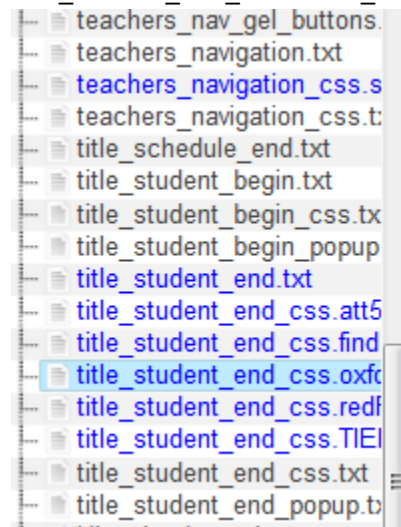 teachers_nav_gel_buttons.
teachers_navigation.txt
teachers_navigation_css.s
teachers_navigation_css.t
title_schedule_end.txt
title_student_begin.txt
title_student_begin_css.tx
title_student_begin_popup
title_student_end.txt
title_student_end_css.att5
title_student_end_css.find
title_student_end_css.oxfo
title_student_end_css.redf
title_student_end_css.TIE
title_student_end_css.txt
title_student_end_popup.tx